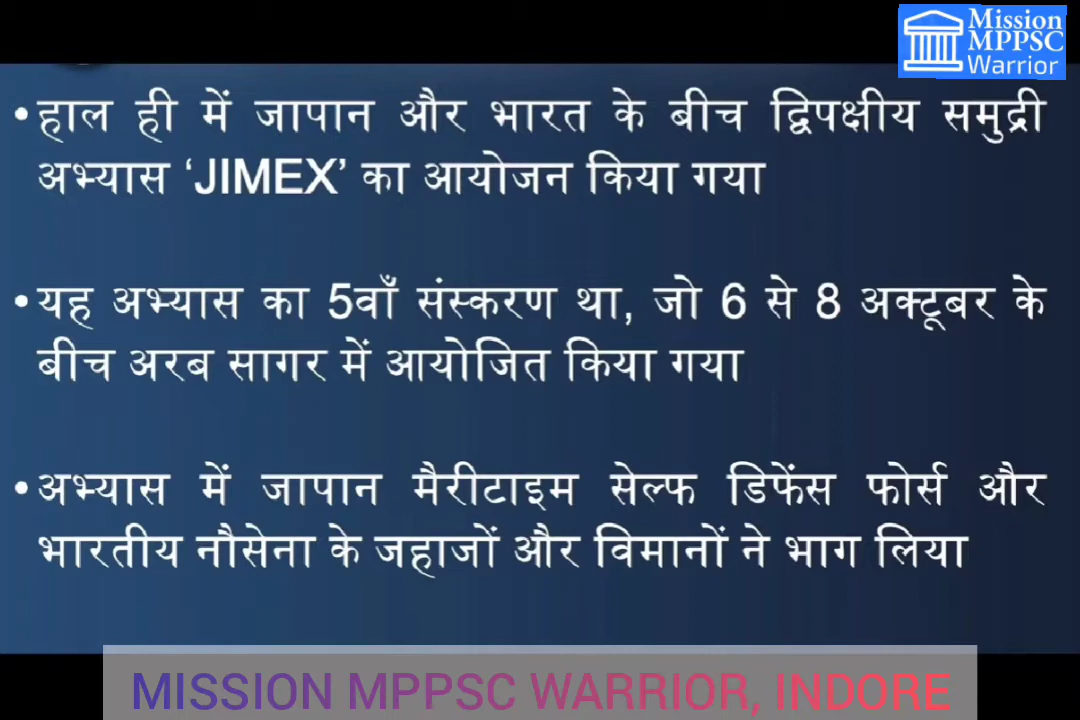 Mission
MPPSC
Warrior
•हाल ही में जापान और भारत के बीच द्विपक्षीय समुद्री
अभ्यास ‘JIMEX’ का आयोजन किया गया
•यह अभ्यास का 5वाँ संस्करण था, जो 6 से 8 अक्टूबर के
बीच अरब सागर में आयोजित किया गया
•अभ्यास में जापान मैरीटाइम सेल्फ डिफेंस फोर्स और
भारतीय नौसेना के जहाजों और विमानों ने भाग लिया
MISSION MPPSC WARRIOR, INDORE